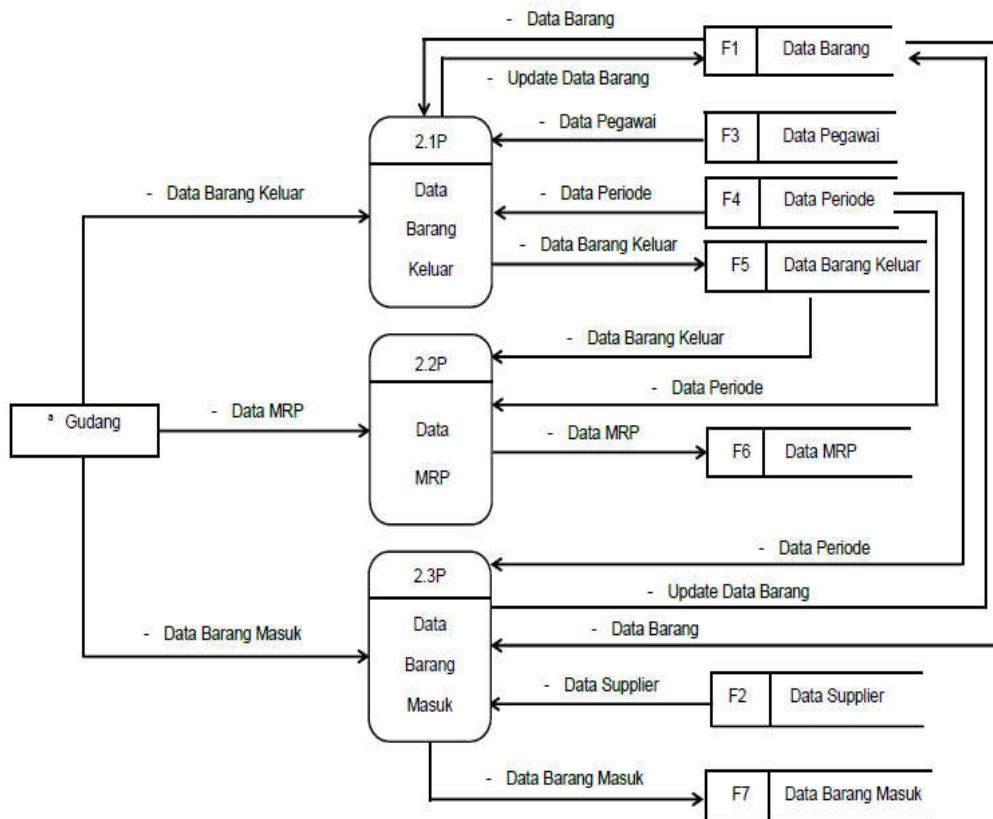 - Data Barang
F1 Data Barang
- Update Data Barang
2.1P
- Data Pegawai
F3 Data Pegawai
- Data Barang Keluar
Data
Barang
Keluar
- Data Periode
F4 Data Periode
- Data Barang Keluar
F5 Data Barang Keluar
- Data Barang Keluar
2.2P
- Data Periode
ª Gudang
- Data MRP
Data
MRP
- Data MRP
F6 Data MRP
- Data Periode
2.3P
- Update Data Barang
- Data Barang Masuk
Data
Barang
Masuk
- Data Barang
- Data Supplier
F2 Data Supplier
- Data Barang Masuk
F7 Data Barang Masuk